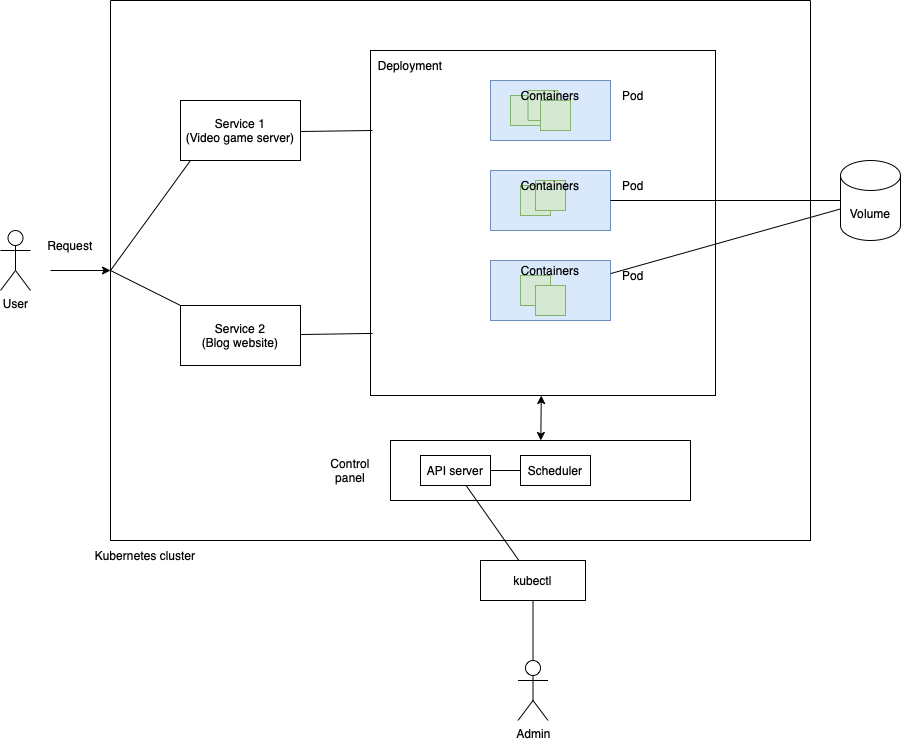 Deployment
Containers
Pod
Service 1
(Video game server)
Containers
Pod
Volume
Request
User
Containers
Pod
Service 2
(Blog website)
Control
panel
API server
Scheduler
Kubernetes cluster
kubectl
Admin